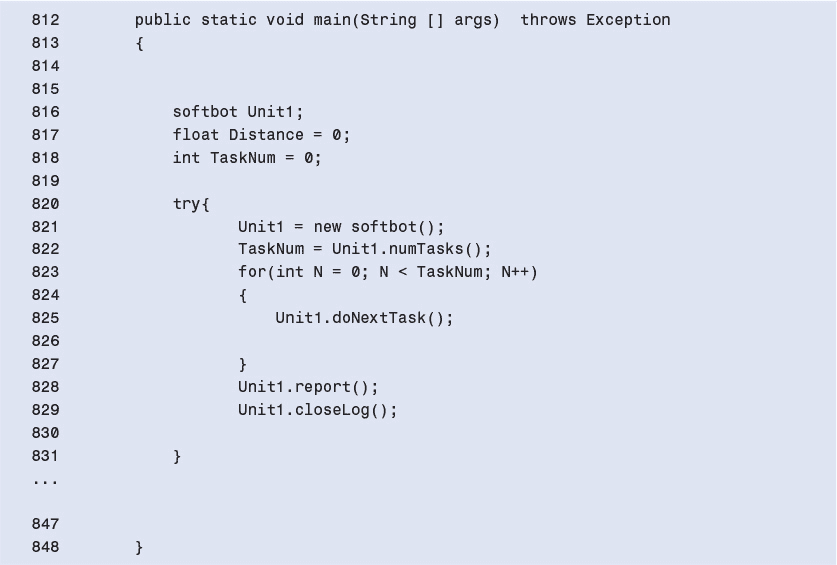 812 public static void main(String [] args)  throws Exception
813 {
814
815
816 softbot Unit1;
817 float Distance = 0;
818 int TaskNum = 0;
819
820 try{
821 Unit1 = new softbot();
822 TaskNum = Unit1.numTasks();
823 for(int N = 0; N < TaskNum; N++)
824 {
825 Unit1.doNextTask();
826
827 }
828 Unit1.report();
829 Unit1.closeLog();
830
831 }
...
847
848 }